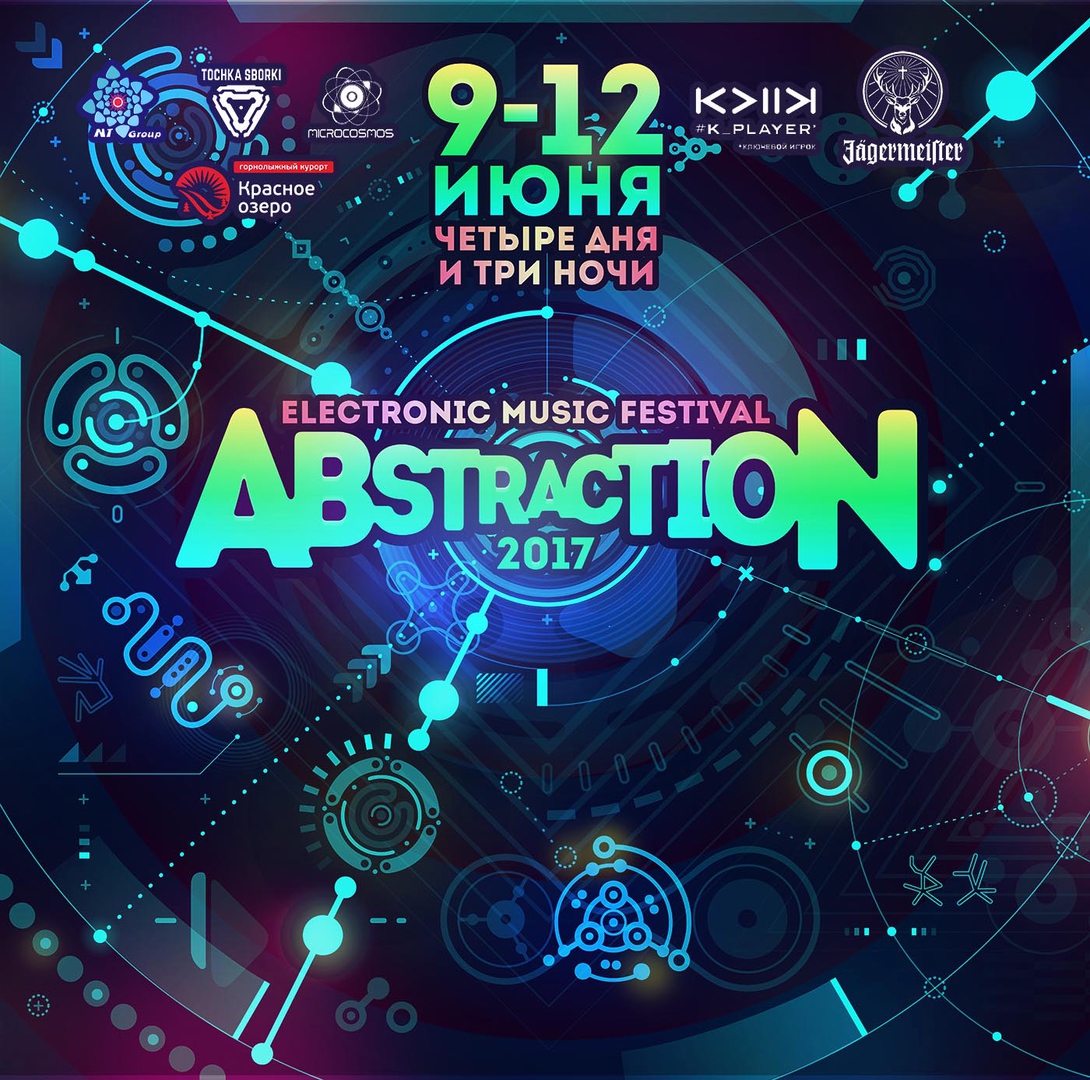 9-12
ИЮНЯ
ЧЕТЫРЕ ДНЯ
И ТРИ НОЧИ
NT Group
TOCHKA SBORKI
MICROCOSMOS
ГОРНОЛЫЖНЫЙ КУРОРТ
Красное
озеро
#K_PLAYER
КЛЮЧЕВОЙ ИГРОК
Jägermeister
ELECTRONIC MUSIC FESTIVAL
ABSTRACTION
2017